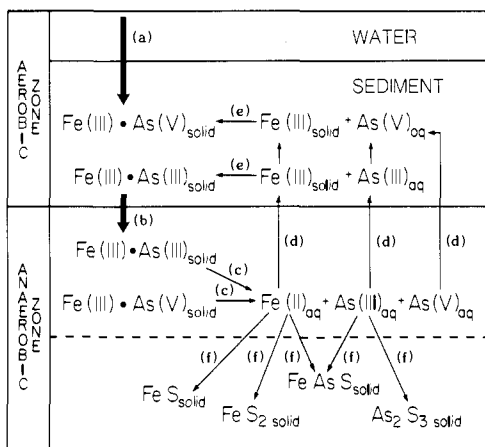 (a)
WATER
AEROBIC ZONE
SEDIMENT
Fe (III) • As (V)solid (e) Fe (III)solid + As (V)aq
Fe (III) • As (III)solid (e) Fe (III)solid + As (III)aq
(b)
(d) (d) (d)
ANAEROBIC ZONE
Fe (III) • As (III)solid
(c)
Fe (III) • As (V)solid (c) Fe (II)aq + As (III)aq + As (V)aq
(f) (f) (f) (f) (f)
Fe Ssolid
Fe S2 solid
Fe As Ssolid
As2 S3 solid